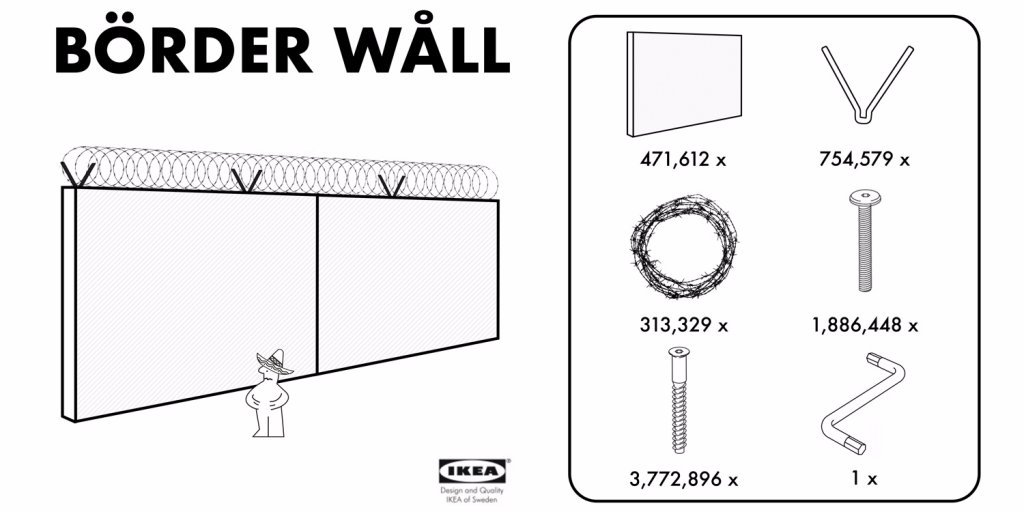 BÖRDER WÅLL
471,612 x
754,579 x
313,329 x
1,886,448 x
3,772,896 x
1 x
IKEA®
Design and Quality
IKEA of Sweden